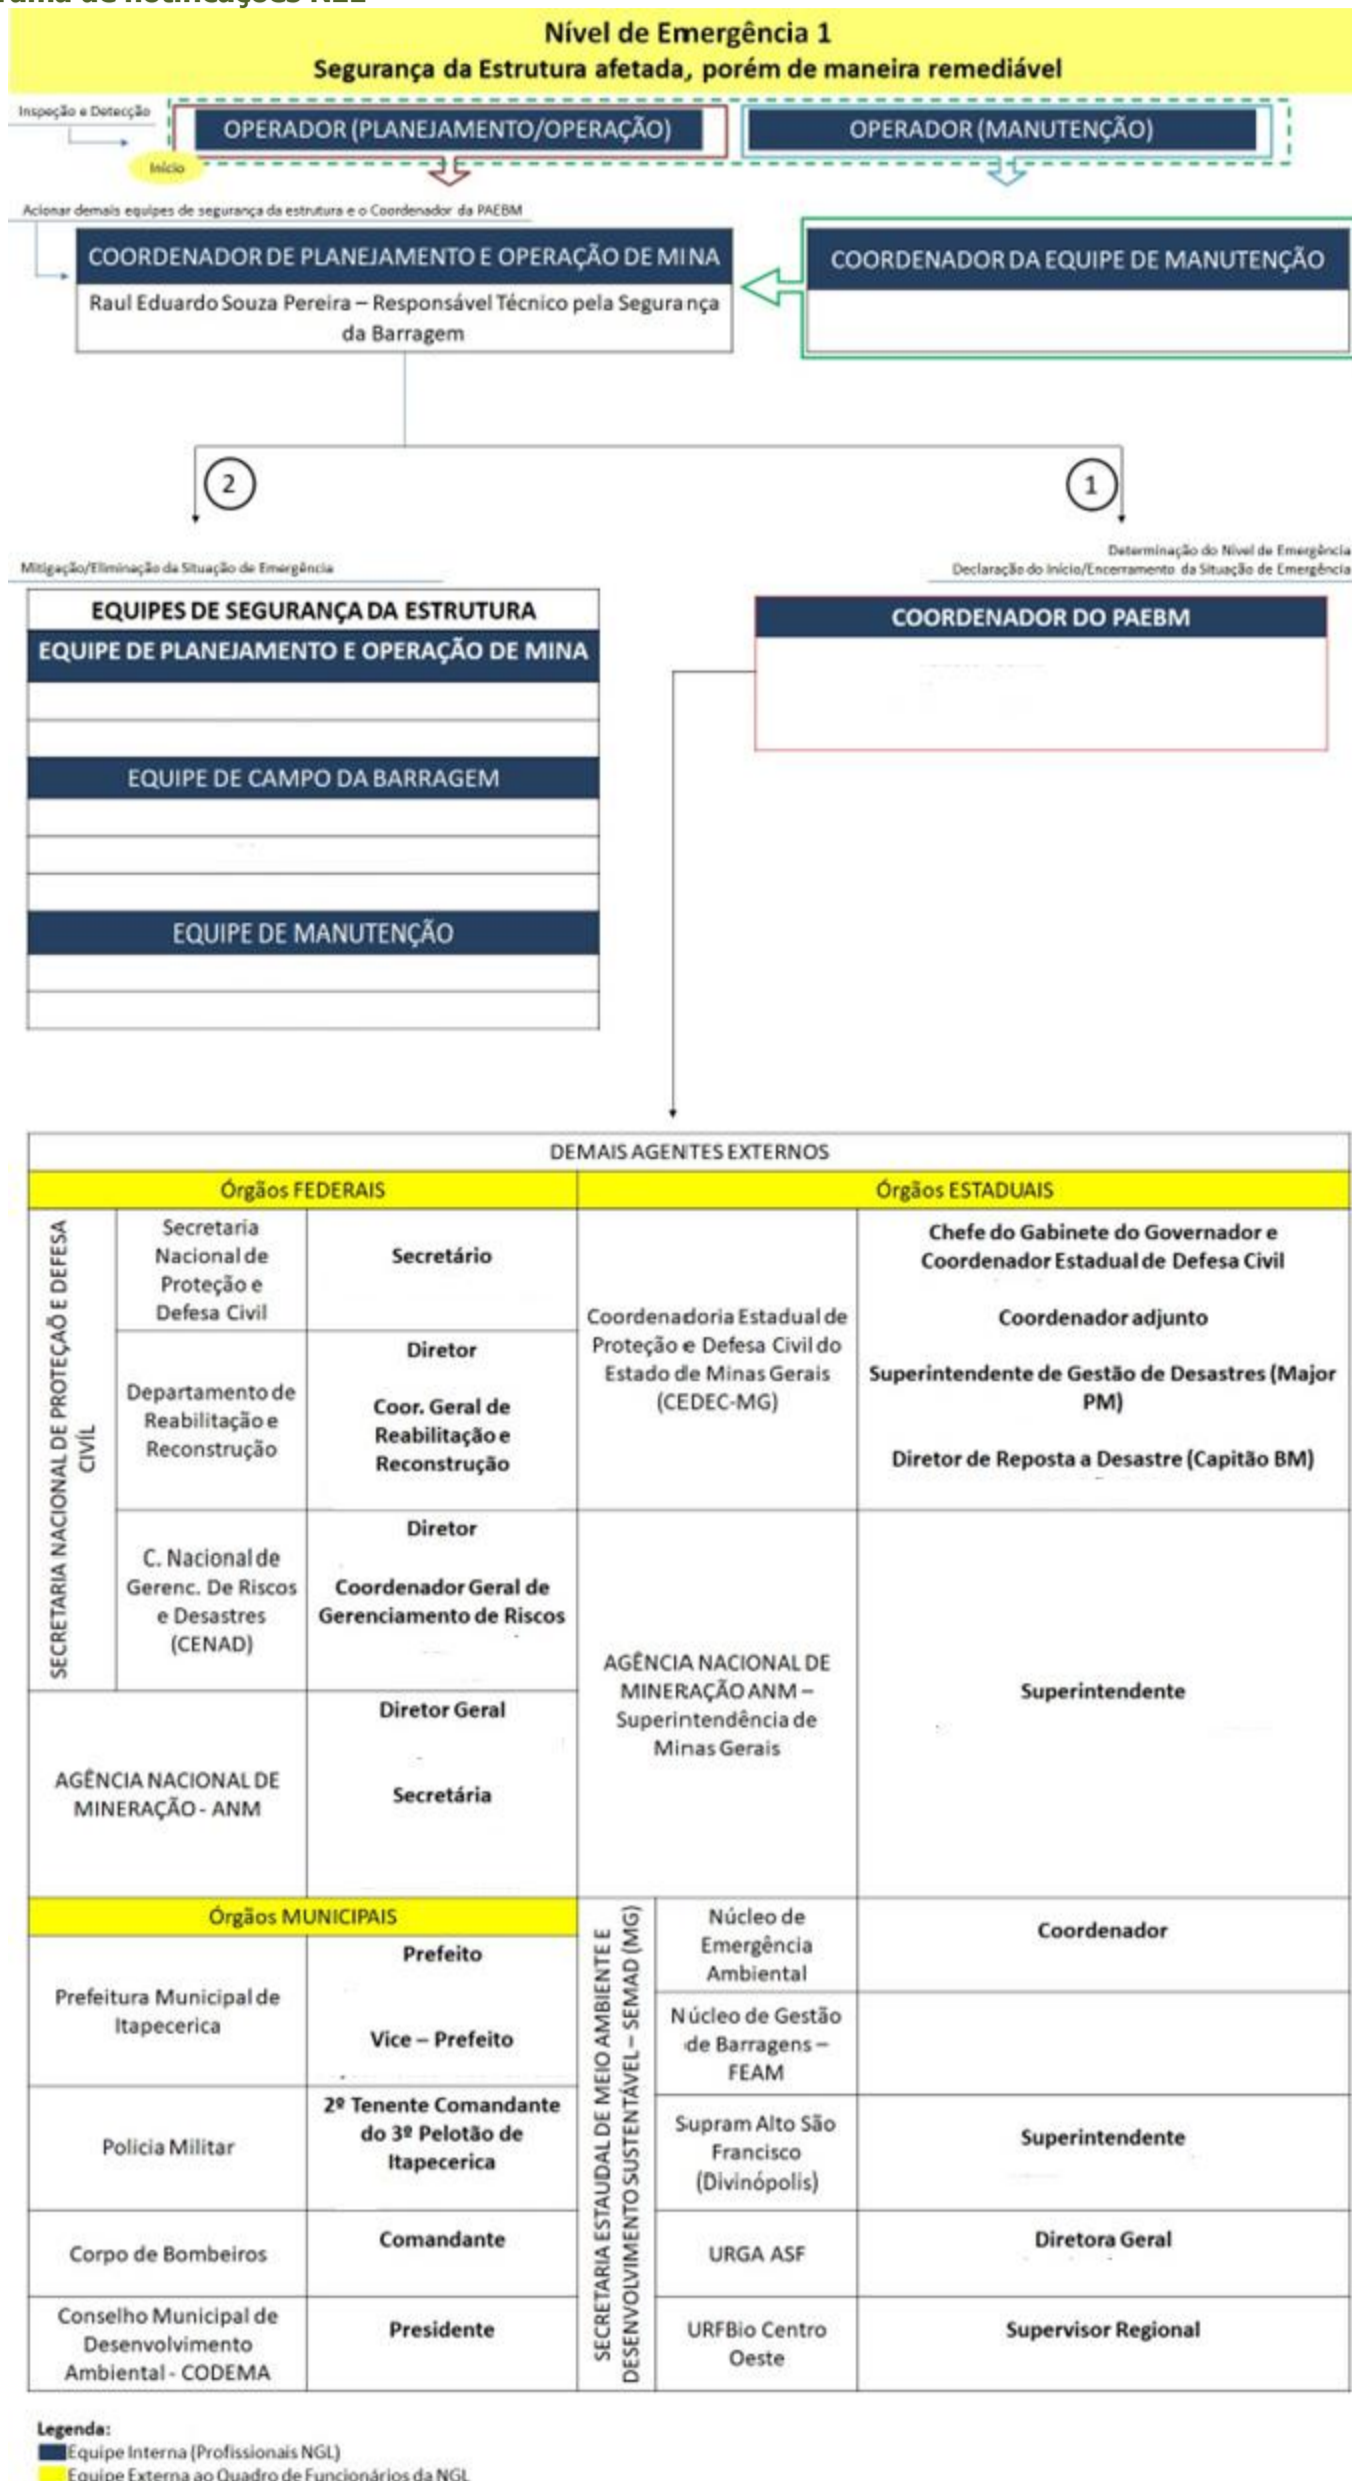 Nível de Emergência 1
Segurança da Estrutura afetada, porém de maneira remediável
Inspeção e Detecção
OPERADOR (PLANEJAMENTO/OPERAÇÃO)
OPERADOR (MANUTENÇÃO)
Início
Acionar demais equipes de segurança da estrutura e o Coordenador da PAEBM
COORDENADOR DE PLANEJAMENTO E OPERAÇÃO DE MINA
COORDENADOR DA EQUIPE DE MANUTENÇÃO
Raul Eduardo Souza Pereira – Responsável Técnico pela Segurança
da Barragem
2
1
Mitigação/Eliminação da Situação de Emergência
Determinação do Nível de Emergência
Declaração do Início/Encerramento da Situação de Emergência
EQUIPES DE SEGURANÇA DA ESTRUTURA
EQUIPE DE PLANEJAMENTO E OPERAÇÃO DE MINA
EQUIPE DE CAMPO DA BARRAGEM
EQUIPE DE MANUTENÇÃO
COORDENADOR DO PAEBM
DEMAIS AGENTES EXTERNOS
Órgãos FEDERAIS
SECRETARIA NACIONAL DE PROTEÇAÕ E DEFESA
CIVÍL
Secretaria
Nacional de
Proteção e
Defesa Civil
Secretário
Departamento de
Reabilitação e
Reconstrução
Diretor
Coor. Geral de
Reabilitação e
Reconstrução
C. Nacional de
Gerenc. De Riscos
e Desastres
(CENAD)
Diretor
Coordenador Geral de
Gerenciamento de Riscos
AGÊNCIA NACIONAL DE
MINERAÇÃO - ANM
Diretor Geral
Secretária
Órgãos MUNICIPAIS
Prefeitura Municipal de
Itapecerica
Prefeito
Vice – Prefeito
Policia Militar
2º Tenente Comandante
do 3º Pelotão de
Itapecerica
Corpo de Bombeiros
Comandante
Conselho Municipal de
Desenvolvimento
Ambiental - CODEMA
Presidente
Órgãos ESTADUAIS
Coordenadoria Estadual de
Proteção e Defesa Civil do
Estado de Minas Gerais
(CEDEC-MG)
Chefe do Gabinete do Governador e
Coordenador Estadual de Defesa Civil
Coordenador adjunto
Superintendente de Gestão de Desastres (Major
PM)
Diretor de Reposta a Desastre (Capitão BM)
AGÊNCIA NACIONAL DE
MINERAÇÃO ANM –
Superintendência de
Minas Gerais
Superintendente
SECRETARIA ESTAUDAL DE MEIO AMBIENTE E
DESENVOLVIMENTO SUSTENTÁVEL – SEMAD (MG)
Núcleo de
Emergência
Ambiental
Coordenador
Núcleo de Gestão
de Barragens –
FEAM
Supram Alto São
Francisco
(Divinópolis)
Superintendente
URGA ASF
Diretora Geral
URFBio Centro
Oeste
Supervisor Regional
Legenda:
Equipe Interna (Profissionais NGL)
Equipe Externa ao Quadro de Funcionários da NGL